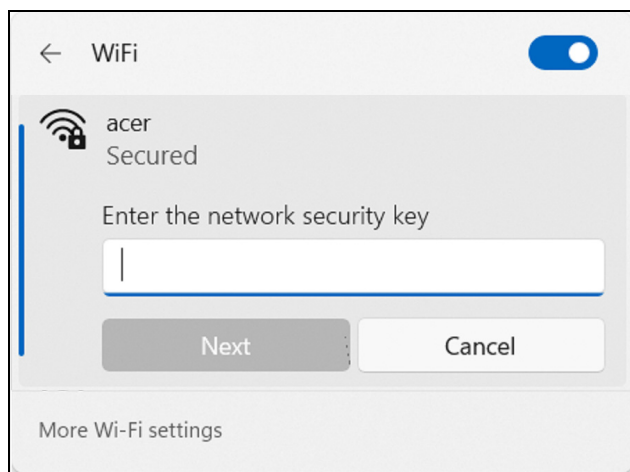 WiFi
acer
Secured
Enter the network security key
Next
Cancel
More Wi-Fi settings